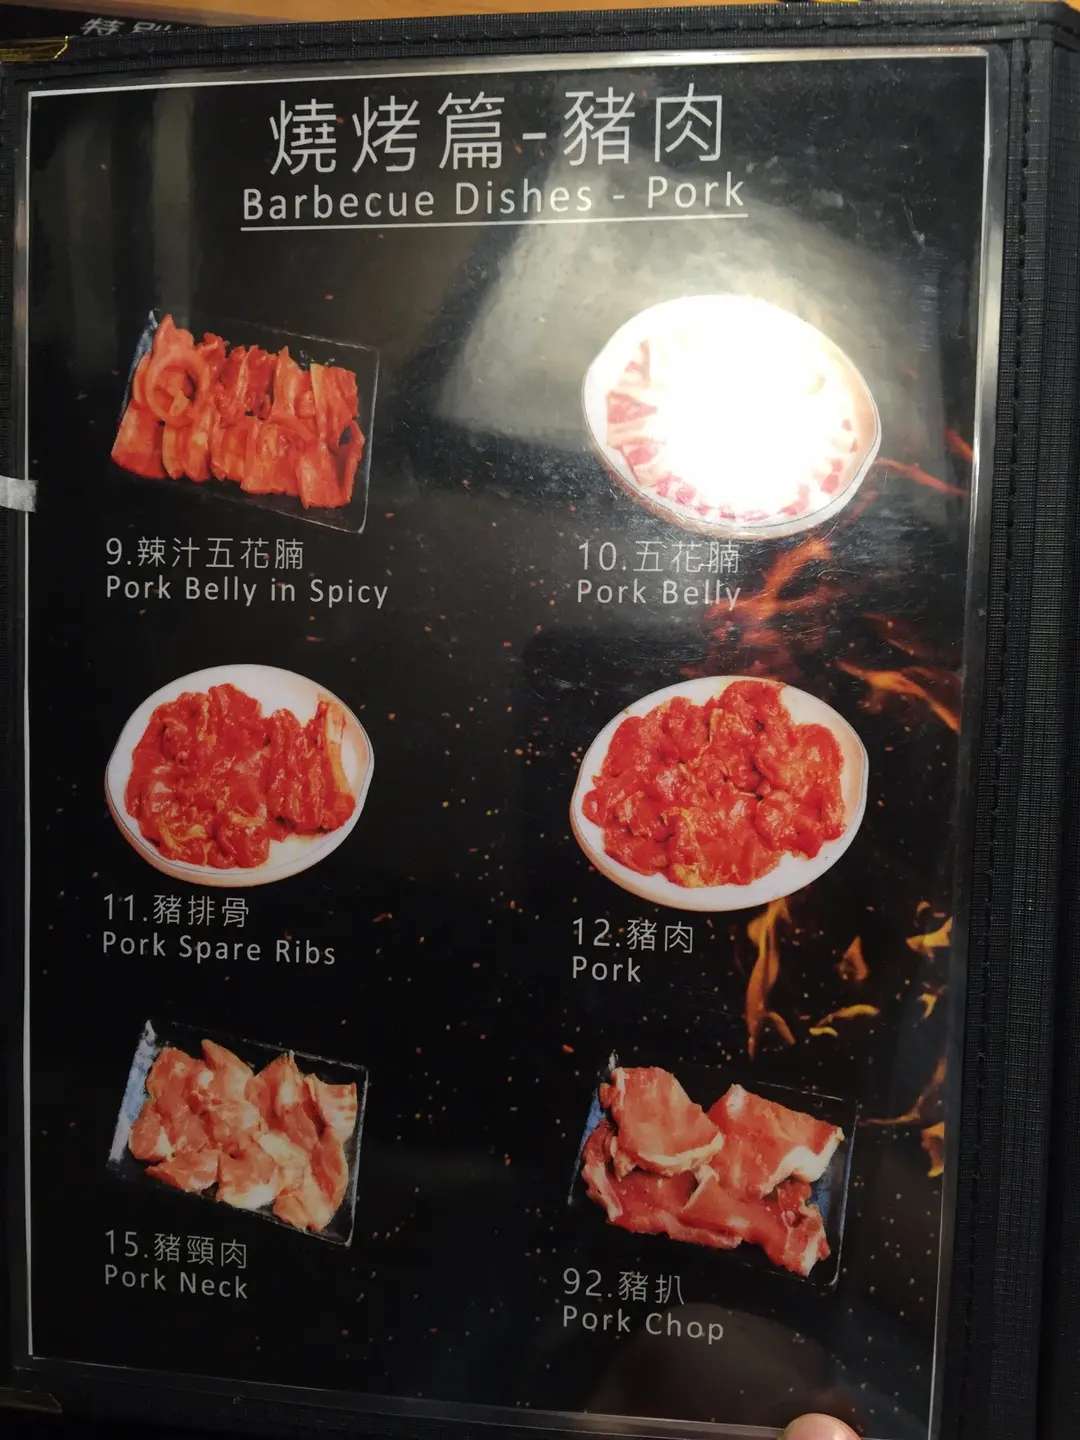 特別
燒烤篇-豬肉
Barbecue Dishes - Pork
9.辣汁五花腩
Pork Belly in Spicy
10.五花腩
Pork Belly
11.豬排骨
Pork Spare Ribs
12.豬肉
Pork
15.豬頸肉
Pork Neck
92.豬扒
Pork Chop